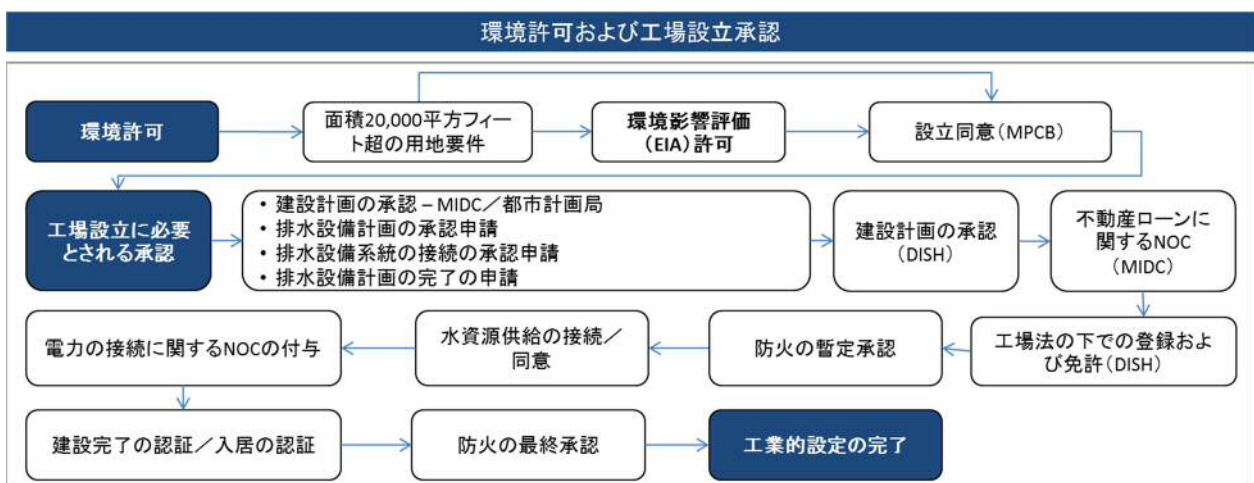 環境許可および工場設立承認
環境許可
面積20,000平方フィー
ト超の用地要件
環境影響評価
(EIA)許可
設立同意(MPCB)
工場設立に必要
とされる承認
• 建設計画の承認 – MIDC／都市計画局
• 排水設備計画の承認申請
• 排水設備系統の接続の承認申請
• 排水設備計画の完了の申請
建設計画の承認
(DISH)
不動産ローンに
関するNOC
(MIDC)
工場法の下での登録およ
び免許(DISH)
防火の暫定承認
水資源供給の接続／
同意
電力の接続に関するNOCの付与
建設完了の認証／入居の認証
防火の最終承認
工業的設定の完了